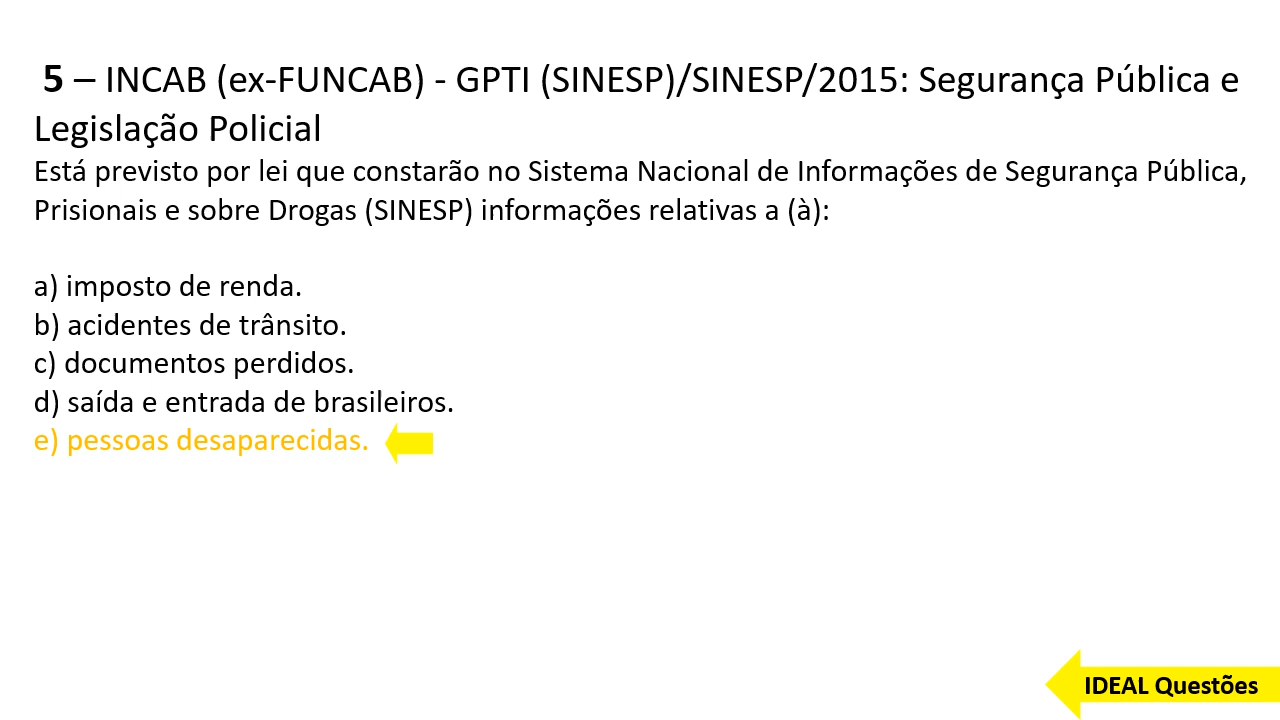 5 – INCAB (ex-FUNCAB) - GPTI (SINESP)/SINESP/2015: Segurança Pública e
Legislação Policial
Está previsto por lei que constarão no Sistema Nacional de Informações de Segurança Pública,
Prisionais e sobre Drogas (SINESP) informações relativas a (à):
a) imposto de renda.
b) acidentes de trânsito.
c) documentos perdidos.
d) saída e entrada de brasileiros.
e) pessoas desaparecidas.
IDEAL Questões